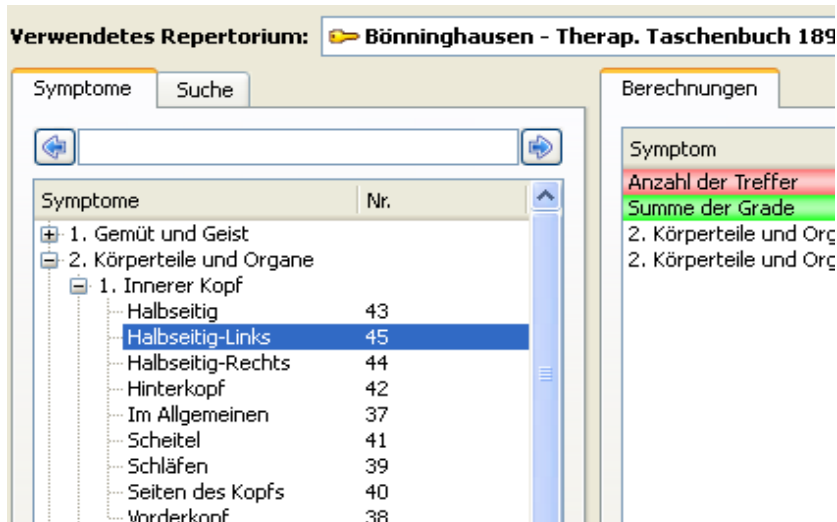 Verwendetes Repertorium: Bönninghausen - Therap. Taschenbuch 189
Symptome Suche
Symptome Nr.
1. Gemüt und Geist
2. Körperteile und Organe
1. Innerer Kopf
Halbseitig 43
Halbseitig-Links 45
Halbseitig-Rechts 44
Hinterkopf 42
Im Allgemeinen 37
Scheitel 41
Schläfen 39
Seiten des Kopfs 40
Vorderkopf 38
Berechnungen
Symptom
Anzahl der Treffer
Summe der Grade
2. Körperteile und Org
2. Körperteile und Org